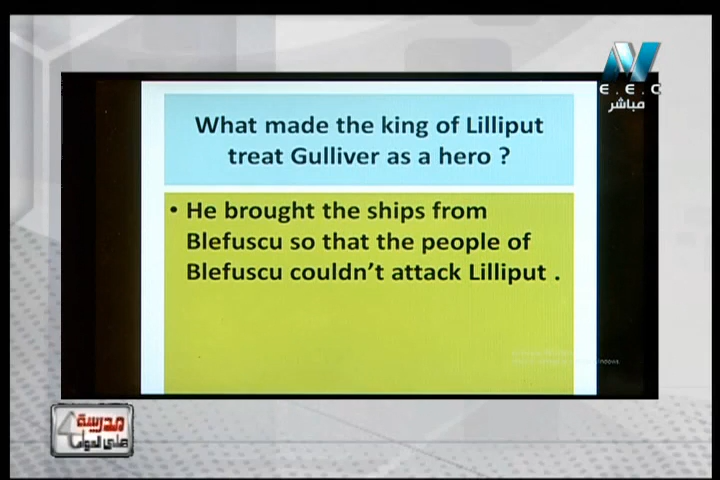 E.E.C
مباشر
What made the king of Lilliput
treat Gulliver as a hero ?
• He brought the ships from
Blefuscu so that the people of
Blefuscu couldn't attack Lilliput .
مدرسة
على الهواء